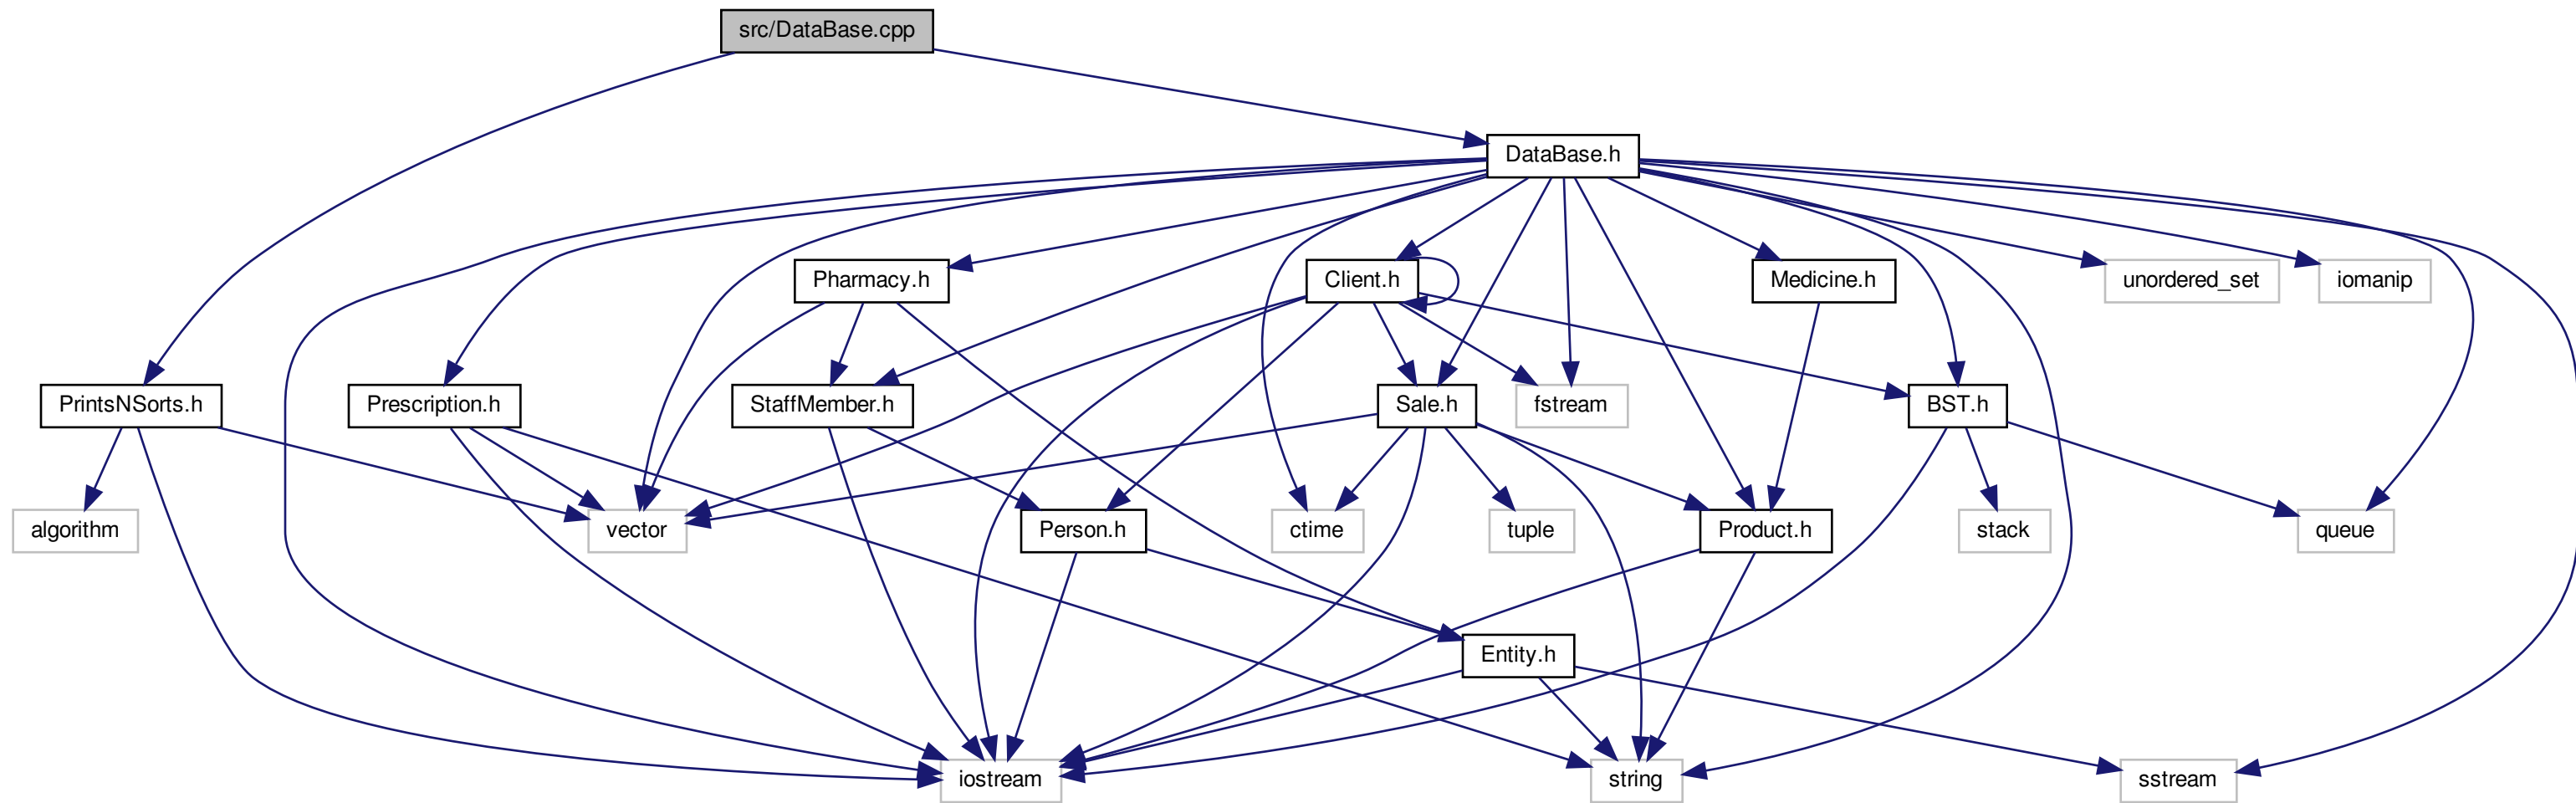 src/DataBase.cpp
DataBase.h
Pharmacy.h
Client.h
Medicine.h
unordered_set
iomanip
PrintsNSorts.h
Prescription.h
StaffMember.h
Sale.h
fstream
BST.h
algorithm
vector
Person.h
ctime
tuple
Product.h
stack
queue
Entity.h
iostream
string
sstream